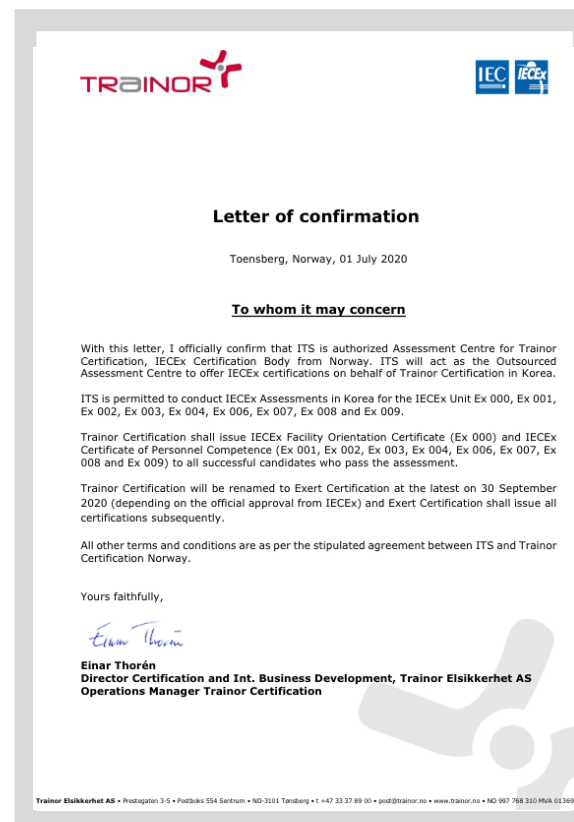 TRAINOR
IEC IECEx
Letter of confirmation
Toensberg, Norway, 01 July 2020
To whom it may concern
With this letter, I officially confirm that ITS is authorized Assessment Centre for Trainor
Certification, IECEx Certification Body from Norway. ITS will act as the Outsourced
Assessment Centre to offer IECEx certifications on behalf of Trainor Certification in Korea.
ITS is permitted to conduct IECEx Assessments in Korea for the IECEx Unit Ex 000, Ex 001,
Ex 002, Ex 003, Ex 004, Ex 006, Ex 007, Ex 008 and Ex 009.
Trainor Certification shall issue IECEx Facility Orientation Certificate (Ex 000) and IECEx
Certificate of Personnel Competence (Ex 001, Ex 002, Ex 003, Ex 004, Ex 006, Ex 007, Ex
008 and Ex 009) to all successful candidates who pass the assessment.
Trainor Certification will be renamed to Exert Certification at the latest on 30 September
2020 (depending on the official approval from IECEx) and Exert Certification shall issue all
certifications subsequently.
All other terms and conditions are as per the stipulated agreement between ITS and Trainor
Certification Norway.
Yours faithfully,
Einar Thorén
Einar Thorén
Director Certification and Int. Business Development, Trainor Elsikkerhet AS
Operations Manager Trainor Certification
Trainor Elsikkerhet AS • Prestegaten 3-5 • Postboks 554 Sentrum • NO-3101 Tønsberg • t +47 33 37 89 00 • post@trainor.no • www.trainor.no • NO 997 768 310 MVA 01369